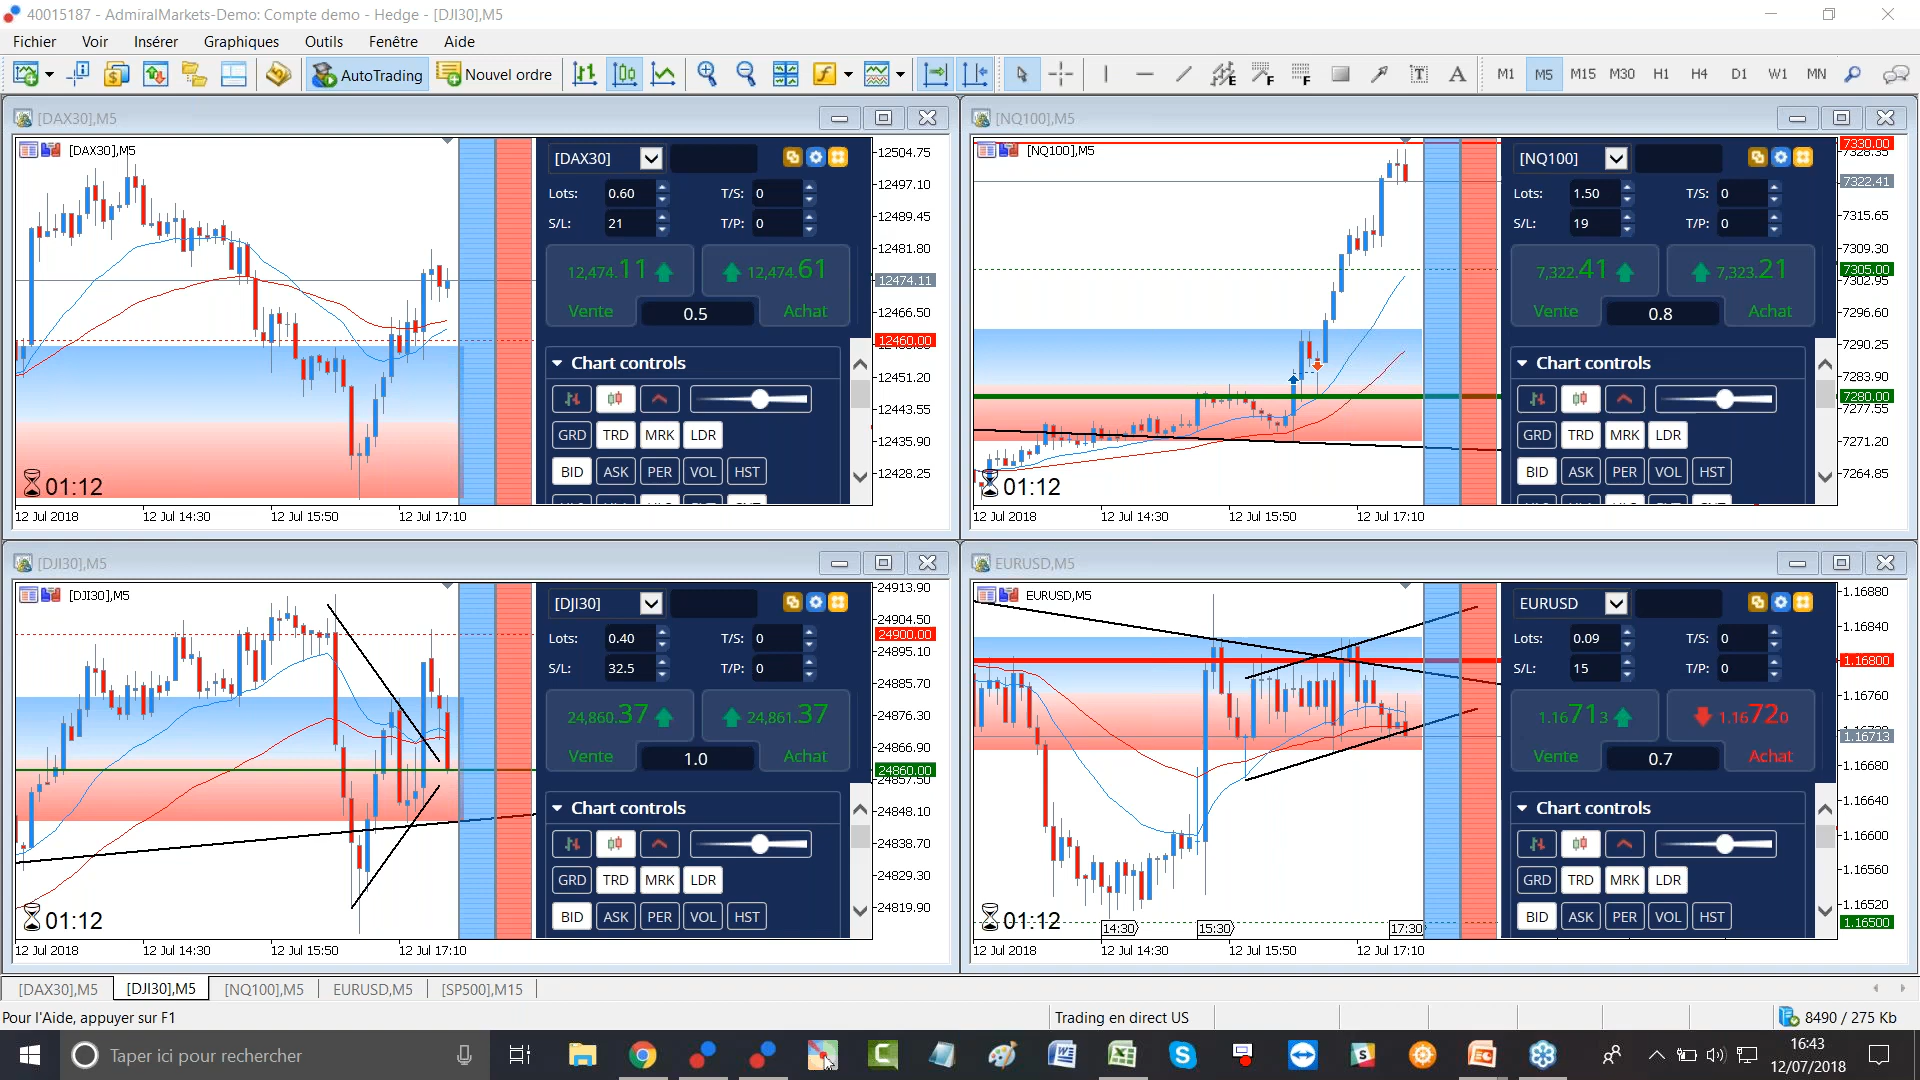 40015187 - AdmiralMarkets-Demo: Compte demo - Hedge - [DJI30],M5
Fichier Voir Insérer Graphiques Outils Fenêtre Aide
AutoTrading Nouvel ordre E F F T A M1 M5 M15 M30 H1 H4 D1 W1 MN
[DAX30],M5
[DAX30],M5
[DAX30]
Lots: 0.60 T/S: 0
S/L: 21 T/P: 0
12,474.11 12,474.61
Vente 0.5 Achat
Chart controls
GRD TRD MRK LDR
BID ASK PER VOL HST
12504.75
12497.10
12489.45
12481.80
12474.11
12466.50
12460.00
12451.20
12443.55
12435.90
12428.25
01:12
12 Jul 2018 12 Jul 14:30 12 Jul 15:50 12 Jul 17:10
[NQ100],M5
[NQ100],M5
[NQ100]
Lots: 1.50 T/S: 0
S/L: 19 T/P: 0
7,322.41 7,323.21
Vente 0.8 Achat
Chart controls
GRD TRD MRK LDR
BID ASK PER VOL HST
7330.00
7328.35
7322.41
7315.65
7309.30
7305.00
7302.95
7296.60
7290.25
7283.90
7280.00
7277.55
7271.20
7264.85
01:12
12 Jul 2018 12 Jul 14:30 12 Jul 15:50 12 Jul 17:10
[DJI30],M5
[DJI30],M5
[DJI30]
Lots: 0.40 T/S: 0
S/L: 32.5 T/P: 0
24,860.37 24,861.37
Vente 1.0 Achat
Chart controls
GRD TRD MRK LDR
BID ASK PER VOL HST
24913.90
24904.50
24900.00
24895.10
24885.70
24876.30
24866.90
24860.00
24857.50
24848.10
24838.70
24829.30
24819.90
01:12
12 Jul 2018 12 Jul 14:30 12 Jul 15:50 12 Jul 17:10
EURUSD,M5
EURUSD,M5
EURUSD
Lots: 0.09 T/S: 0
S/L: 15 T/P: 0
1.16713 1.16720
Vente 0.7 Achat
Chart controls
GRD TRD MRK LDR
BID ASK PER VOL HST
1.16880
1.16840
1.16800
1.16760
1.16713
1.16680
1.16640
1.16600
1.16560
1.16520
1.16500
01:12
14:30 15:30 17:30
12 Jul 2018 12 Jul 14:30 12 Jul 15:50 12 Jul 17:10
[DAX30],M5 [DJI30],M5 [NQ100],M5 EURUSD,M5 [SP500],M15
Pour l'Aide, appuyer sur F1 Trading en direct US 8490 / 275 Kb
Taper ici pour rechercher
16:43
12/07/2018